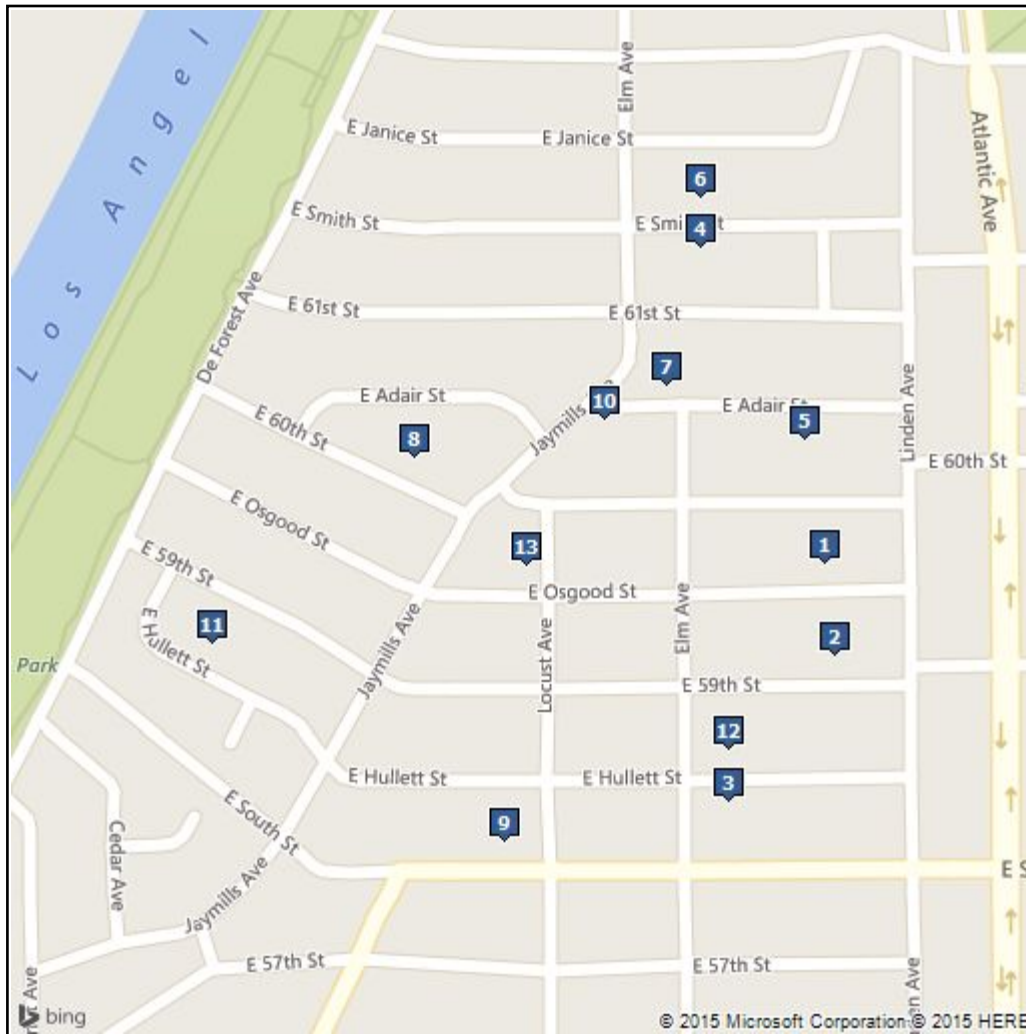 Los Angel
Elm Ave
Atlantic Ave
E Janice St
E Janice St
6
E Smith St
4
De Forest Ave
E 61st St
E 61st St
7
E Adair St
10
E Adair St
5
Linden Ave
E 60th St
8
Jaymills
E 60th St
E Osgood St
13
1
E 59th St
E Osgood St
11
E Hullett St
Jaymills Ave
Locust Ave
Elm Ave
2
Park
E 59th St
12
E Hullett St
E Hullett St
3
E South St
9
Cedar Ave
Jaymills Ave
E S
E 57th St
E 57th St
bing
© 2015 Microsoft Corporation © 2015 HERE